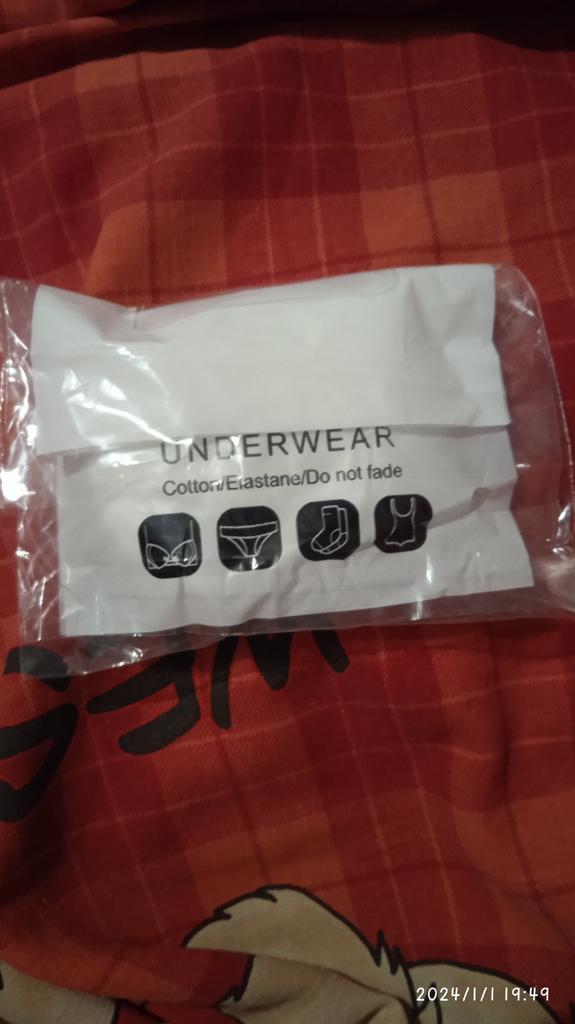 UNDERWEAR
Cotton/Elastane/Do not fade
2024/1/1 19:49